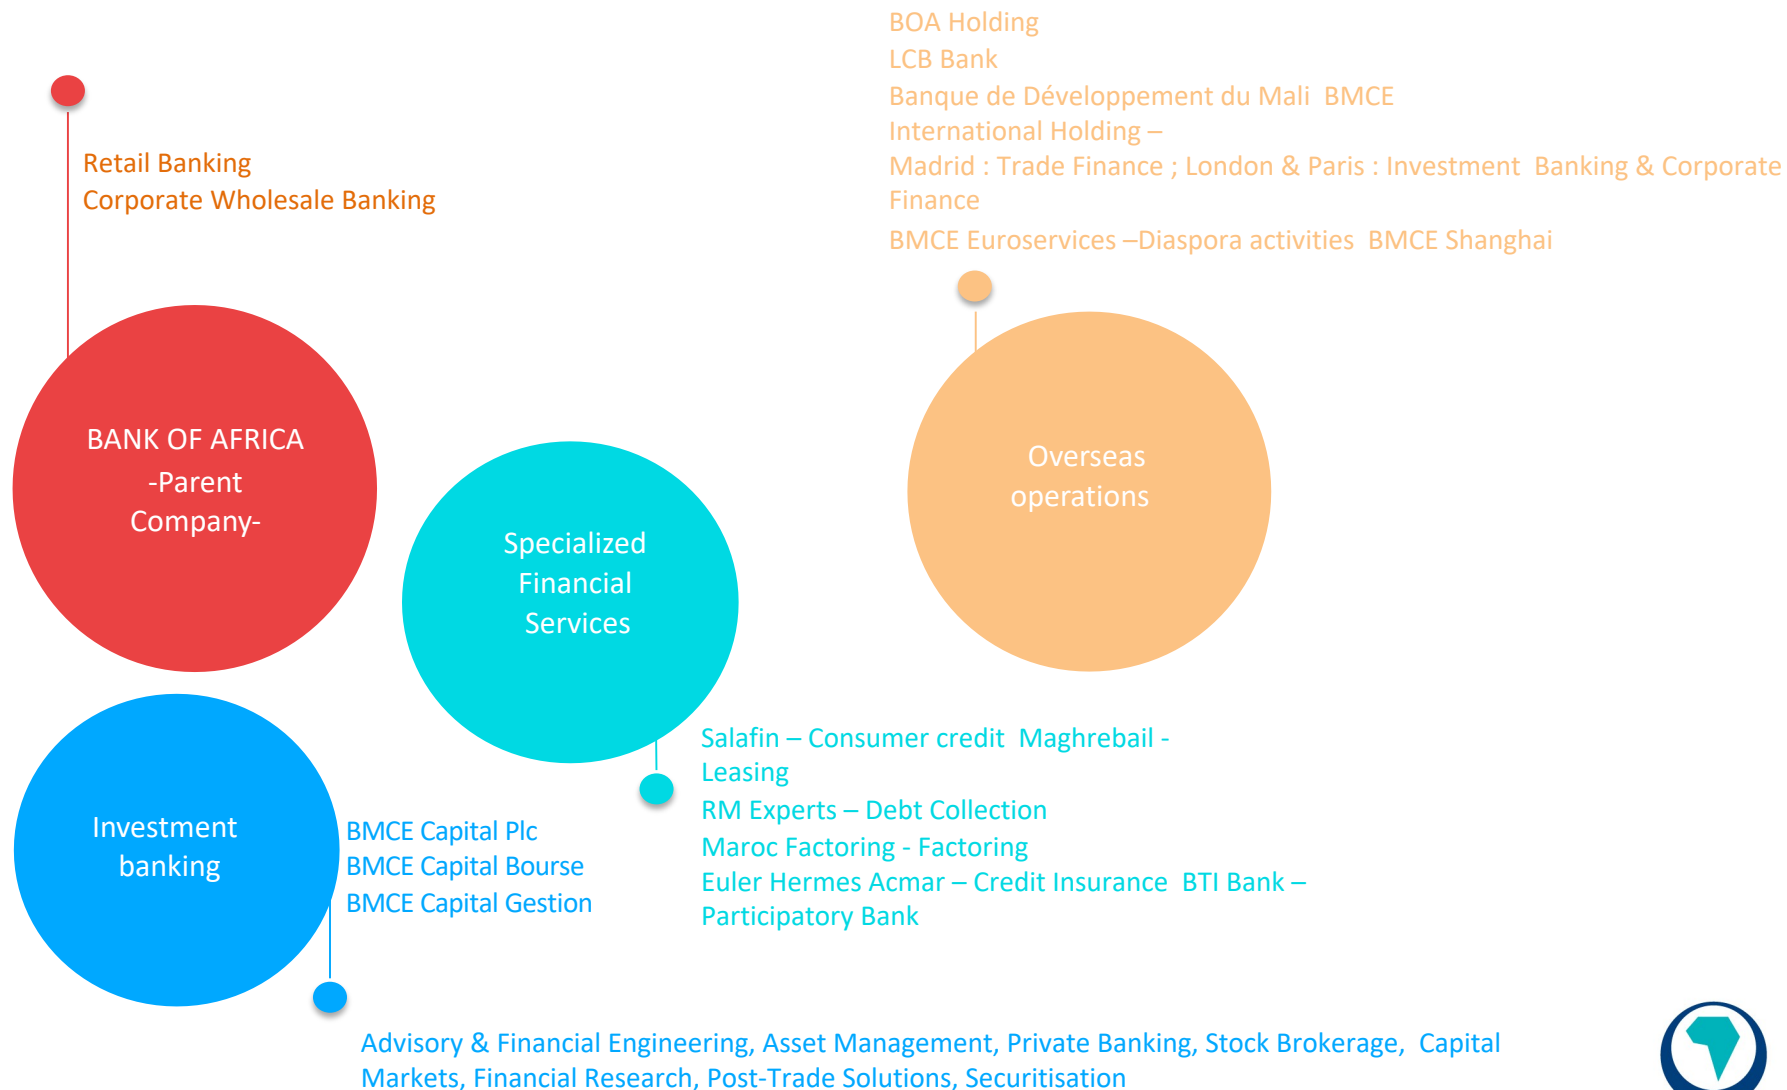 BOA Holding
LCB Bank
Banque de Développement du Mali BMCE
International Holding –
Madrid : Trade Finance ; London & Paris : Investment Banking & Corporate
Finance
BMCE Euroservices –Diaspora activities BMCE Shanghai
Retail Banking
Corporate Wholesale Banking
BANK OF AFRICA
-Parent
Company-
Overseas
operations
Specialized
Financial
Services
Salafin – Consumer credit Maghrebail -
Leasing
RM Experts – Debt Collection
Maroc Factoring - Factoring
Euler Hermes Acmar – Credit Insurance BTI Bank –
Participatory Bank
Investment
banking
BMCE Capital Plc
BMCE Capital Bourse
BMCE Capital Gestion
Advisory & Financial Engineering, Asset Management, Private Banking, Stock Brokerage, Capital
Markets, Financial Research, Post-Trade Solutions, Securitisation